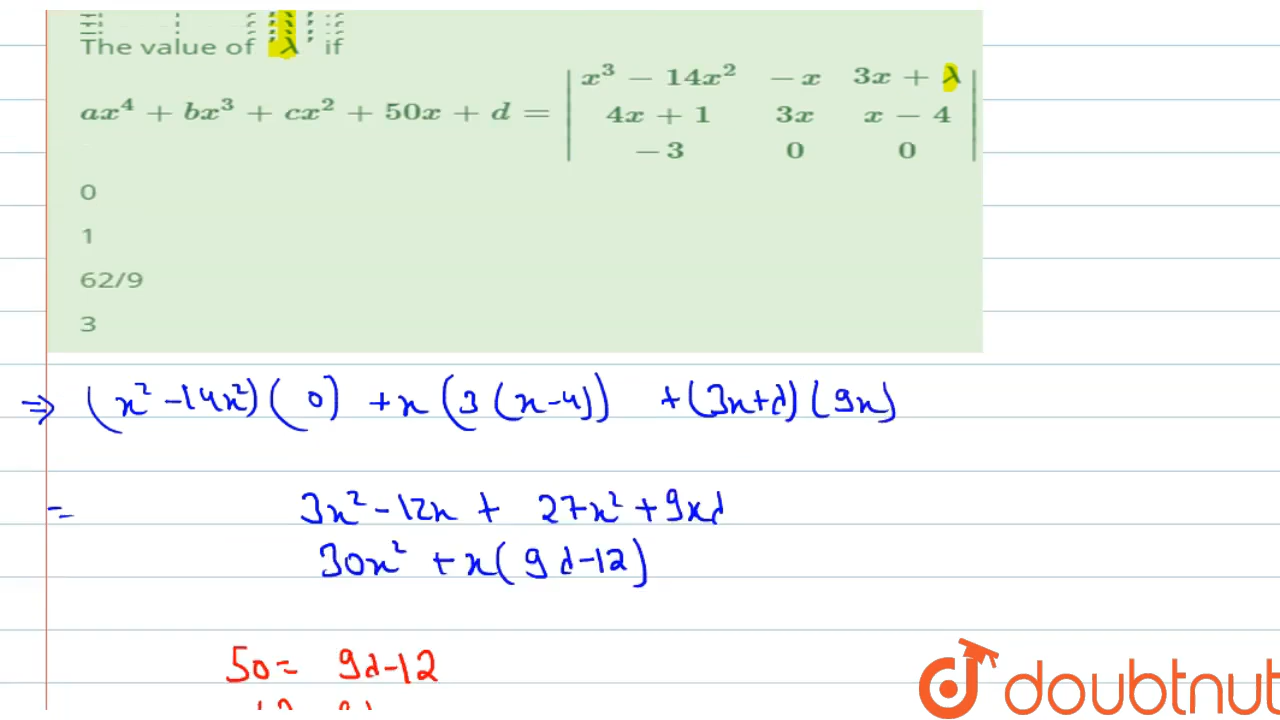 The value of ' λ ' if
ax⁴ + bx³ + cx² + 50x + d = | x³ − 14x² −x 3x + λ |
| 4x + 1 3x x − 4 |
| −3 0 0 |
0
1
62/9
3
⇒ (x² − 14x²)(0) + x(3(x−4)) + (3x+λ)(9x)
= 3x² − 12x + 27x² + 9xλ
30x² + x(9λ−12)
50 = 9λ−12
doubtnut